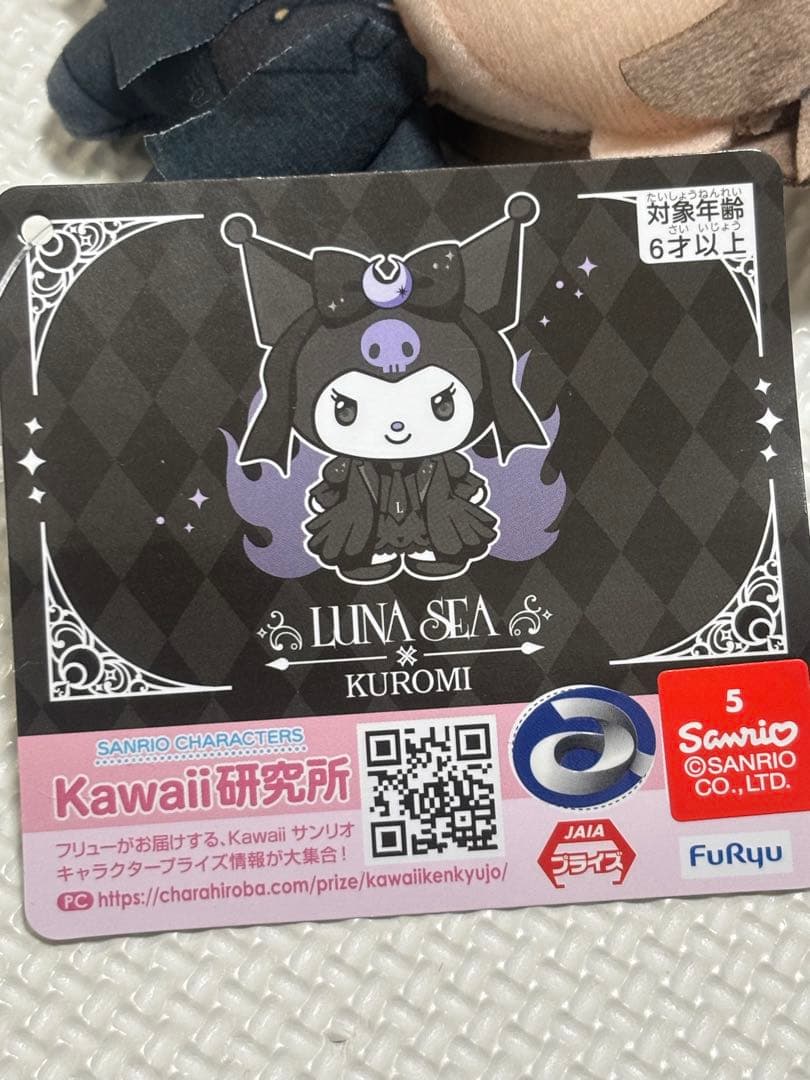 たいしょうねんれい
対象年齢
さい いじょう
6才以上
L
LUNA SEA
×
KUROMI
SANRIO CHARACTERS
Kawaii研究所
フリューがお届けする、Kawaii サンリオ
キャラクタープライズ情報が大集合!
PC https://charahiroba.com/prize/kawaiikenkyujo/
JAIA
プライズ
5
Sanrio
©SANRIO
CO., LTD.
FuRyu